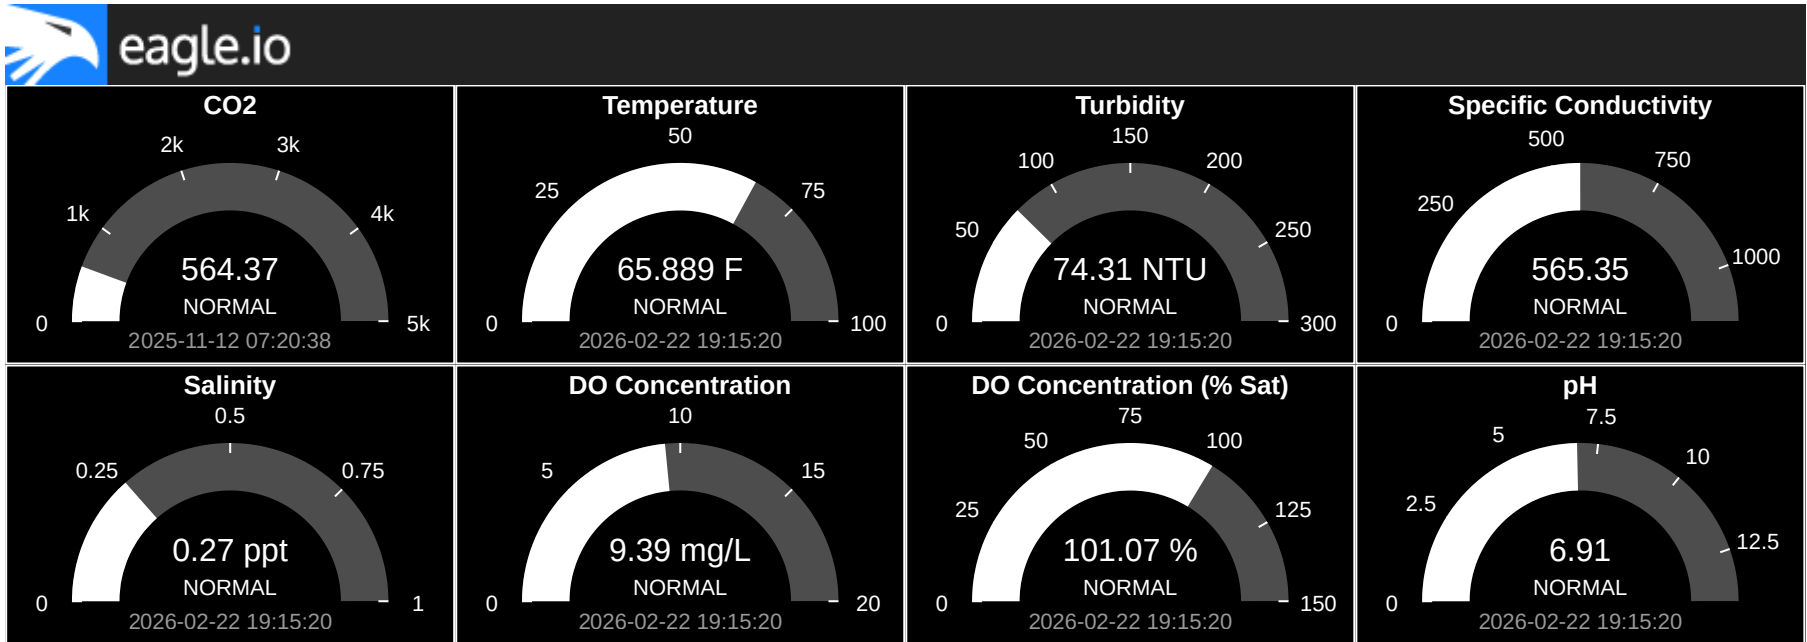 eagle.io
CO2
0
1k
2k
3k
4k
5k
564.37
NORMAL
2025-11-12 07:20:38
Temperature
0
25
50
75
100
65.889 F
NORMAL
2026-02-22 19:15:20
Turbidity
0
50
100
150
200
250
300
74.31 NTU
NORMAL
2026-02-22 19:15:20
Specific Conductivity
0
250
500
750
1000
565.35
NORMAL
2026-02-22 19:15:20
Salinity
0
0.25
0.5
0.75
1
0.27 ppt
NORMAL
2026-02-22 19:15:20
DO Concentration
0
5
10
15
20
9.39 mg/L
NORMAL
2026-02-22 19:15:20
DO Concentration (% Sat)
0
25
50
75
100
125
150
101.07 %
NORMAL
2026-02-22 19:15:20
pH
0
2.5
5
7.5
10
12.5
6.91
NORMAL
2026-02-22 19:15:20